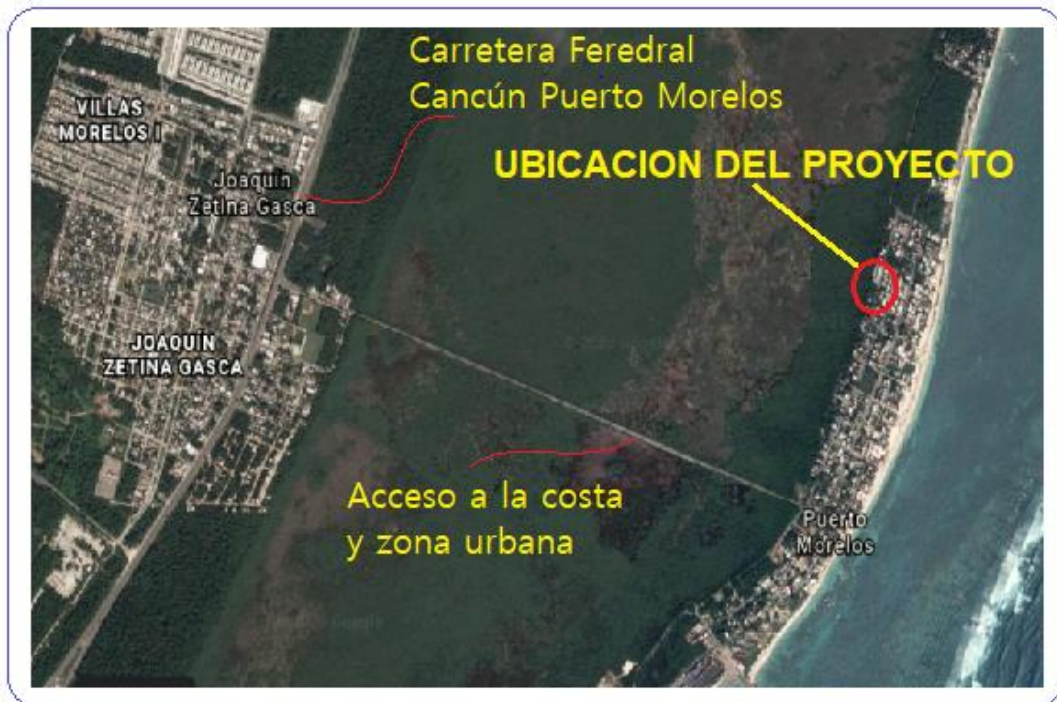 Carretera Feredral
Cancún Puerto Morelos
VILLAS
MORELOS I
UBICACION DEL PROYECTO
Joaquín
Zetina Gasca
JOAQUÍN
ZETINA GASCA
Acceso a la costa
y zona urbana
Puerto
Morelos